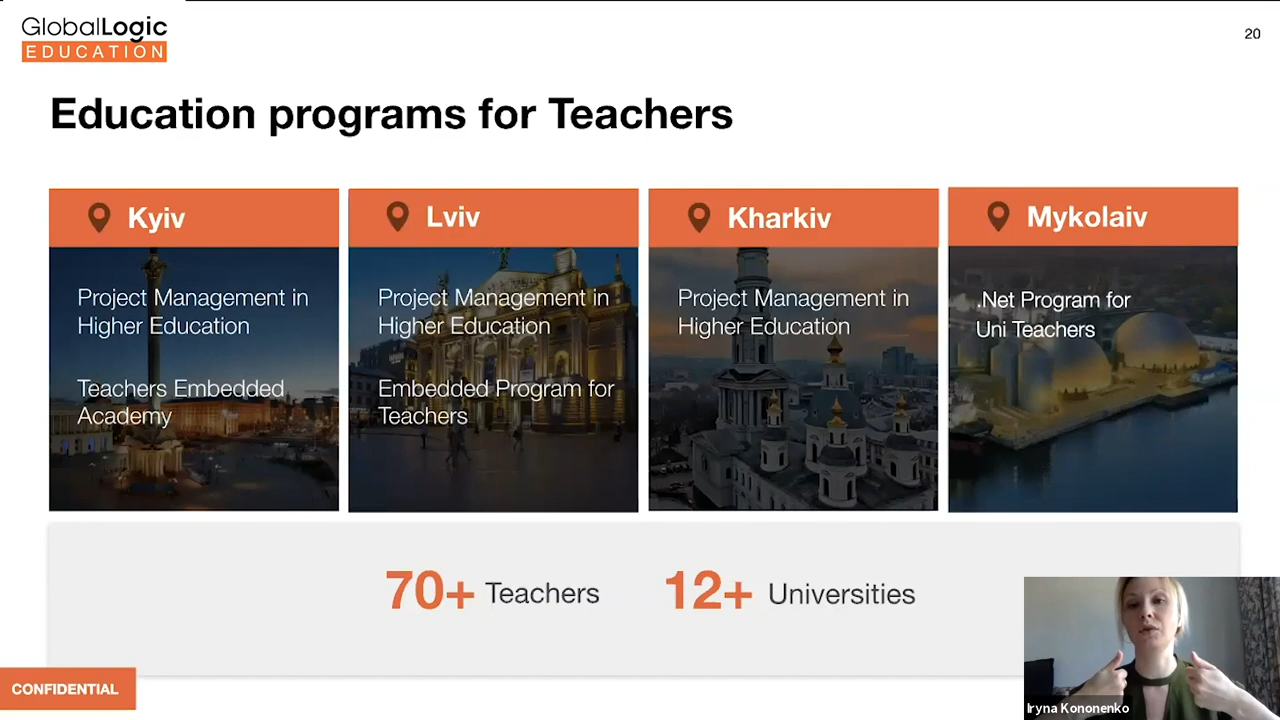 GlobalLogic
EDUCATION
20
Education programs for Teachers
Kyiv
Project Management in
Higher Education
Teachers Embedded
Academy
Lviv
Project Management in
Higher Education
Embedded Program for
Teachers
Kharkiv
Project Management in
Higher Education
Mykolaiv
.Net Program for
Uni Teachers
70+ Teachers
12+ Universities
CONFIDENTIAL
Iryna Kononenko